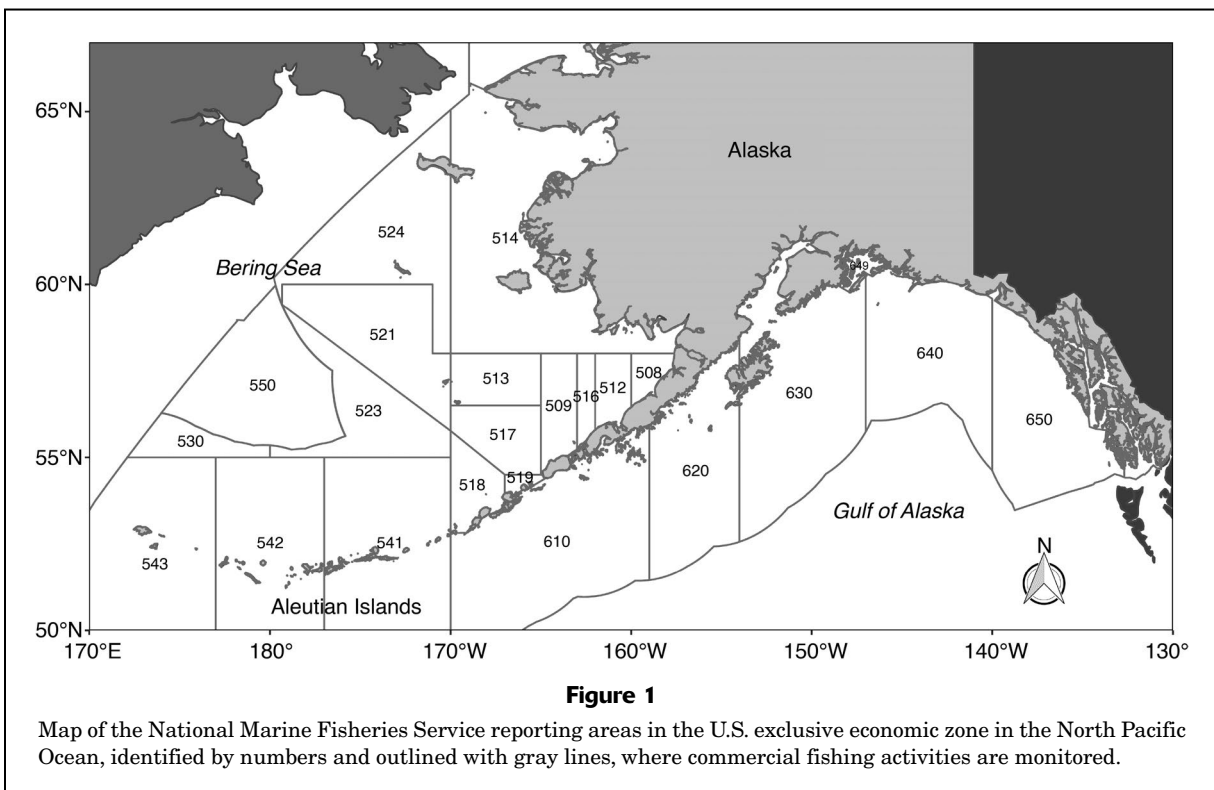 65°N
Alaska
524
514
649
Bering Sea
60°N
521
513
508
512
516
509
640
550
523
630
650
517
530
55°N
620
519
518
Gulf of Alaska
610
541
542
543
N
Aleutian Islands
50°N
170°E
180°
170°W
160°W
150°W
140°W
130°
Figure 1
Map of the National Marine Fisheries Service reporting areas in the U.S. exclusive economic zone in the North Pacific
Ocean, identified by numbers and outlined with gray lines, where commercial fishing activities are monitored.